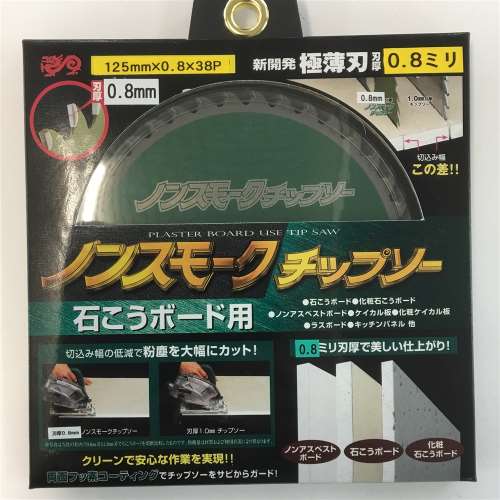 125mm×0.8×38P
新開発 極薄刃 刃厚 0.8ミリ
刃厚
0.8mm
0.8mm
1.0mm
チップソー
切込み幅
この差!!
ノンスモークチップソー
PLASTER BOARD USE TIP SAW
ノンスモークチップソー
石こうボード用
●石こうボード●化粧石こうボード
●ノンアスベストボード●ケイカル板●化粧ケイカル板
●ラスボード●キッチンパネル 他
切込み幅の低減で粉塵を大幅にカット!
0.8ミリ刃厚で美しい仕上がり!
刃厚0.8mm ノンスモークチップソー
刃厚1.0mm チップソー
クリーンで安心な作業を実現!!
両面フッ素コーティングでチップソーをサビからガード!
ノンアスベスト
ボード
石こうボード
化粧
石こうボード